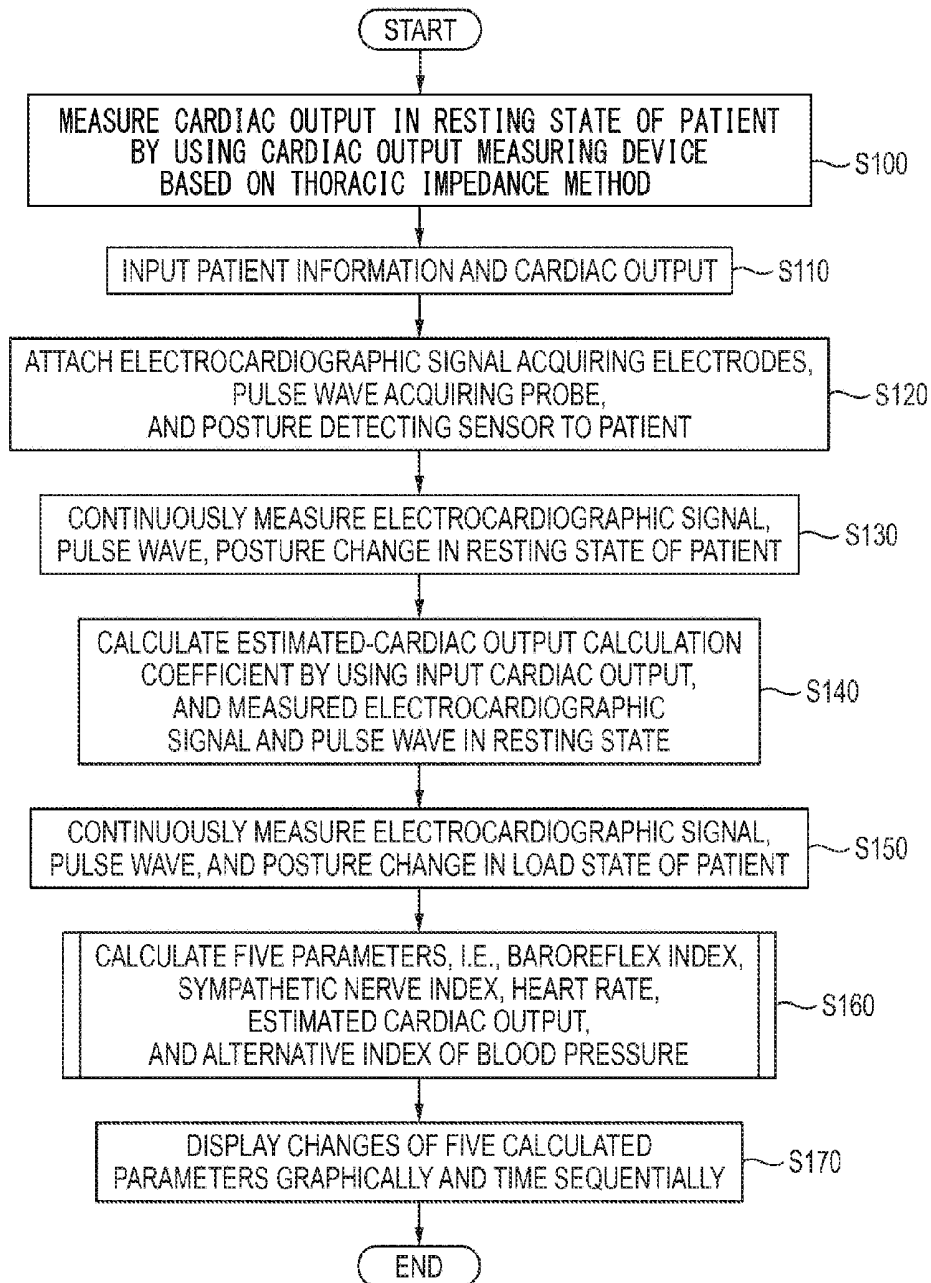 START
MEASURE CARDIAC OUTPUT IN RESTING STATE OF PATIENT
BY USING CARDIAC OUTPUT MEASURING DEVICE
BASED ON THORACIC IMPEDANCE METHOD
S100
INPUT PATIENT INFORMATION AND CARDIAC OUTPUT
S110
ATTACH ELECTROCARDIOGRAPHIC SIGNAL ACQUIRING ELECTRODES,
PULSE WAVE ACQUIRING PROBE,
AND POSTURE DETECTING SENSOR TO PATIENT
S120
CONTINUOUSLY MEASURE ELECTROCARDIOGRAPHIC SIGNAL,
PULSE WAVE, POSTURE CHANGE IN RESTING STATE OF PATIENT
S130
CALCULATE ESTIMATED-CARDIAC OUTPUT CALCULATION
COEFFICIENT BY USING INPUT CARDIAC OUTPUT,
AND MEASURED ELECTROCARDIOGRAPHIC
SIGNAL AND PULSE WAVE IN RESTING STATE
S140
CONTINUOUSLY MEASURE ELECTROCARDIOGRAPHIC SIGNAL,
PULSE WAVE, AND POSTURE CHANGE IN LOAD STATE OF PATIENT
S150
CALCULATE FIVE PARAMETERS, I.E., BAROREFLEX INDEX,
SYMPATHETIC NERVE INDEX, HEART RATE,
ESTIMATED CARDIAC OUTPUT,
AND ALTERNATIVE INDEX OF BLOOD PRESSURE
S160
DISPLAY CHANGES OF FIVE CALCULATED
PARAMETERS GRAPHICALLY AND TIME SEQUENTIALLY
S170
END